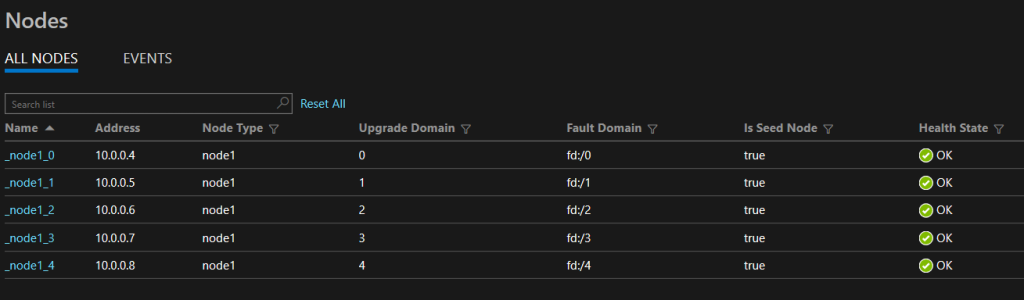 Nodes
ALL NODES EVENTS
Search list Reset All
Name Address Node Type Upgrade Domain Fault Domain Is Seed Node Health State
_node1_0 10.0.0.4 node1 0 fd:/0 true OK
_node1_1 10.0.0.5 node1 1 fd:/1 true OK
_node1_2 10.0.0.6 node1 2 fd:/2 true OK
_node1_3 10.0.0.7 node1 3 fd:/3 true OK
_node1_4 10.0.0.8 node1 4 fd:/4 true OK